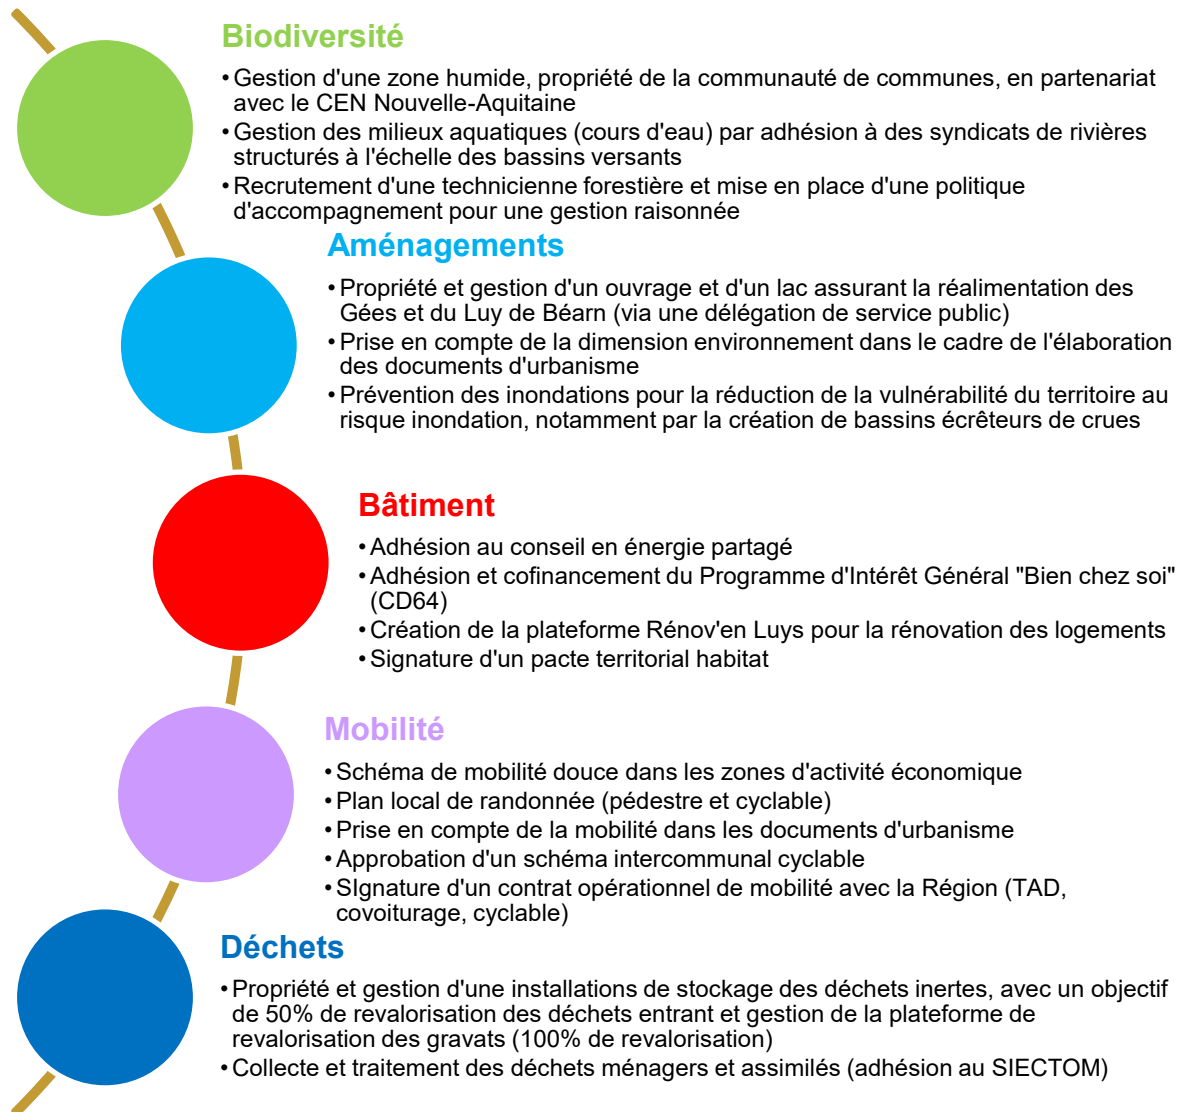 Biodiversité
• Gestion d'une zone humide, propriété de la communauté de communes, en partenariat
avec le CEN Nouvelle-Aquitaine
• Gestion des milieux aquatiques (cours d'eau) par adhésion à des syndicats de rivières
structurés à l'échelle des bassins versants
• Recrutement d'une technicienne forestière et mise en place d'une politique
d'accompagnement pour une gestion raisonnée
Aménagements
• Propriété et gestion d'un ouvrage et d'un lac assurant la réalimentation des
Gées et du Luy de Béarn (via une délégation de service public)
• Prise en compte de la dimension environnement dans le cadre de l'élaboration
des documents d'urbanisme
• Prévention des inondations pour la réduction de la vulnérabilité du territoire au
risque inondation, notamment par la création de bassins écrêteurs de crues
Bâtiment
• Adhésion au conseil en énergie partagé
• Adhésion et cofinancement du Programme d'Intérêt Général "Bien chez soi"
(CD64)
• Création de la plateforme Rénov'en Luys pour la rénovation des logements
• Signature d'un pacte territorial habitat
Mobilité
• Schéma de mobilité douce dans les zones d'activité économique
• Plan local de randonnée (pédestre et cyclable)
• Prise en compte de la mobilité dans les documents d'urbanisme
• Approbation d'un schéma intercommunal cyclable
• SIgnature d'un contrat opérationnel de mobilité avec la Région (TAD,
covoiturage, cyclable)
Déchets
• Propriété et gestion d'une installations de stockage des déchets inertes, avec un objectif
de 50% de revalorisation des déchets entrant et gestion de la plateforme de
revalorisation des gravats (100% de revalorisation)
• Collecte et traitement des déchets ménagers et assimilés (adhésion au SIECTOM)